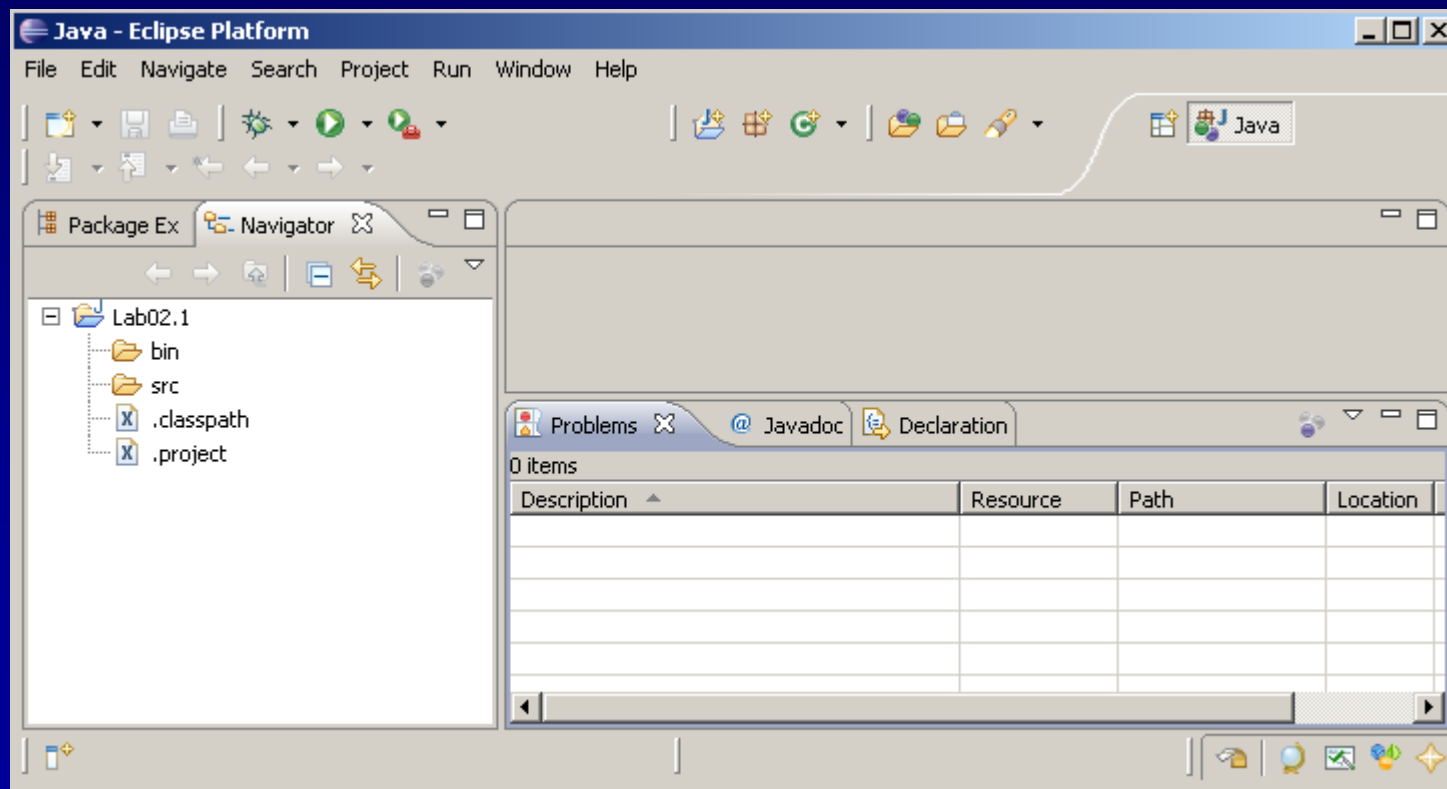 Java - Eclipse Platform
File Edit Navigate Search Project Run Window Help
Java
Package Ex Navigator
Lab02.1
bin
src
.classpath
.project
Problems @ Javadoc Declaration
0 items
Description Resource Path Location